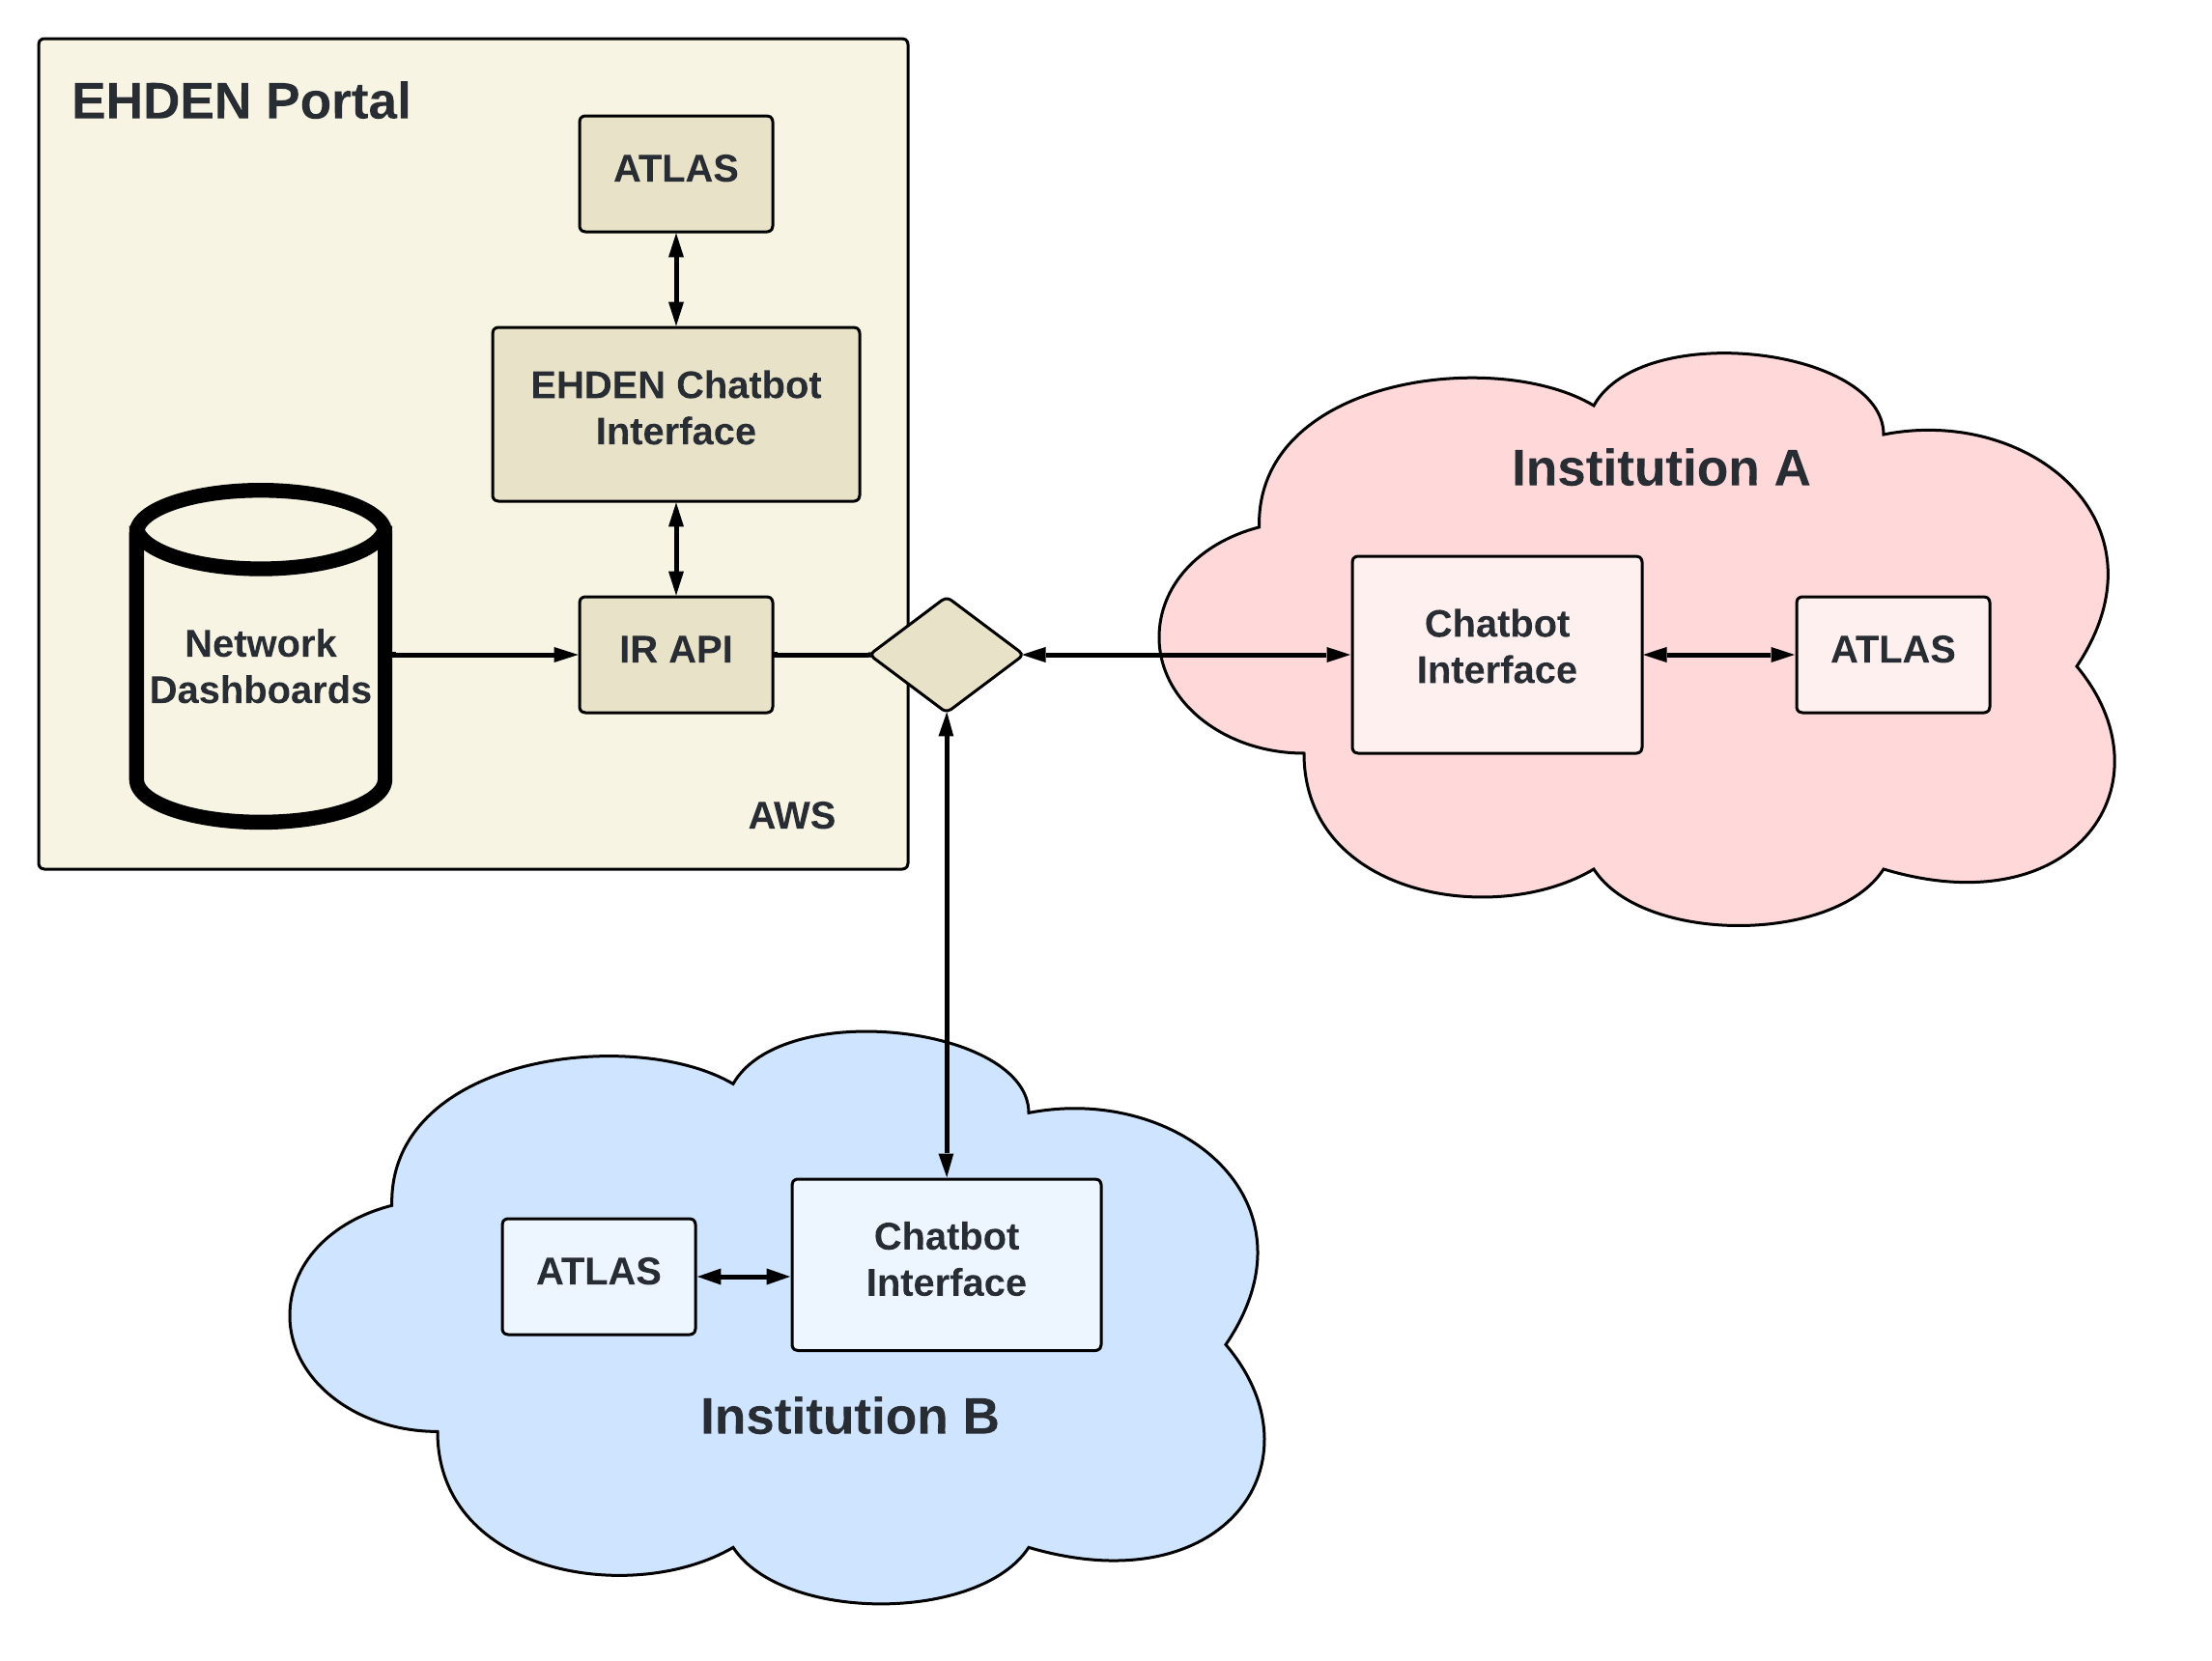 EHDEN Portal
ATLAS
EHDEN Chatbot
Interface
Network
Dashboards
IR API
AWS
Institution A
Chatbot
Interface
ATLAS
ATLAS
Chatbot
Interface
Institution B